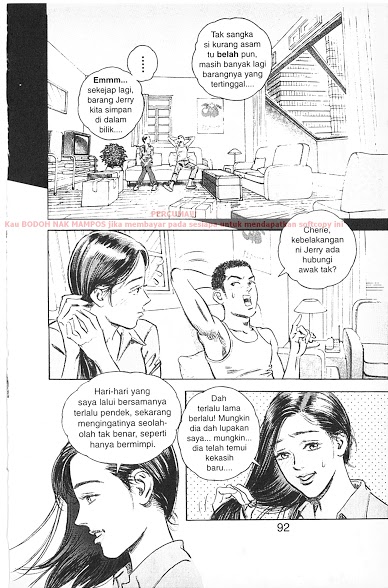 Tak sangka
si kurang asam
tu belah pun,
masih banyak lagi
barangnya yang
tertinggal....
....
Emmm...
sekejap lagi,
barang Jerry
kita simpan
di dalam
bilik....
PERCUMA!!
Kau BODOH NAK MAMPOS jika membayar pada sesiapa untuk mendapatkan softcopy ini
Cherie,
kebelakangan
ni Jerry ada
hubungi
awak tak?
Hari-hari yang
saya lalui bersamanya
terlalu pendek, sekarang
mengingatinya seolah-
olah tak benar, seperti
hanya bermimpi.
Dah
terlalu lama
berlalu! Mungkin
dia dah lupakan
saya... mungkin...
dia telah temui
kekasih
baru....
92